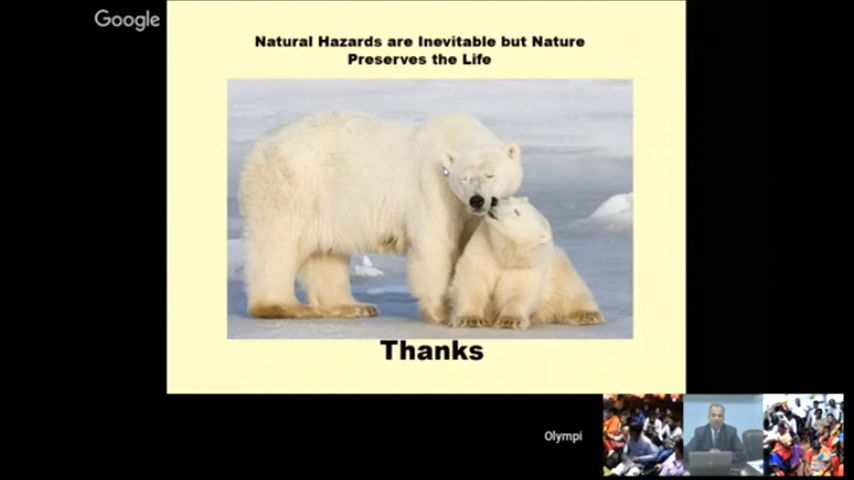 Google
Natural Hazards are Inevitable but Nature
Preserves the Life
Thanks
Olympi